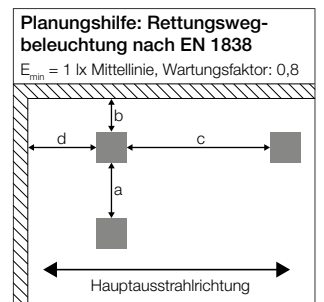 Planungshilfe: Rettungsweg-
beleuchtung nach EN 1838
Emin = 1 lx Mittellinie, Wartungsfaktor: 0,8
b
d
c
a
Hauptausstrahlrichtung